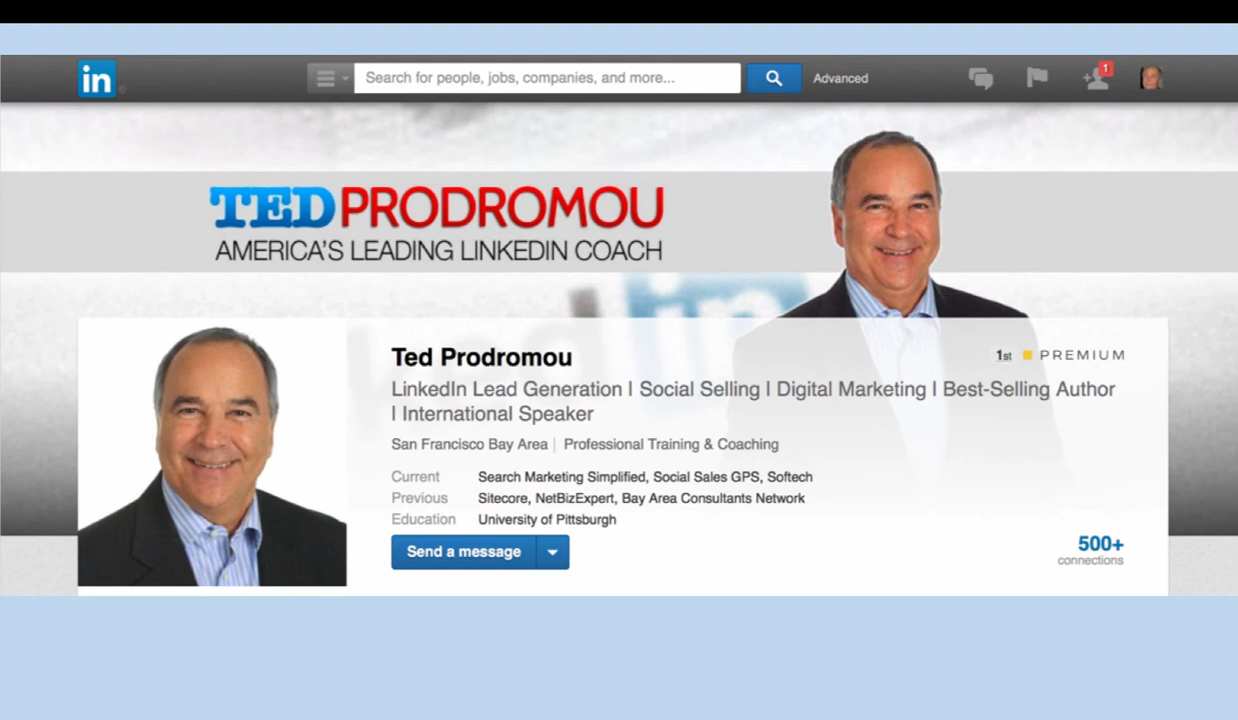 in
Search for people, jobs, companies, and more...
Advanced
1
TED PRODROMOU
AMERICA'S LEADING LINKEDIN COACH
in
Ted Prodromou
1st PREMIUM
LinkedIn Lead Generation I Social Selling I Digital Marketing I Best-Selling Author
I International Speaker
San Francisco Bay Area | Professional Training & Coaching
Current Search Marketing Simplified, Social Sales GPS, Softech
Previous Sitecore, NetBizExpert, Bay Area Consultants Network
Education University of Pittsburgh
Send a message
500+
connections